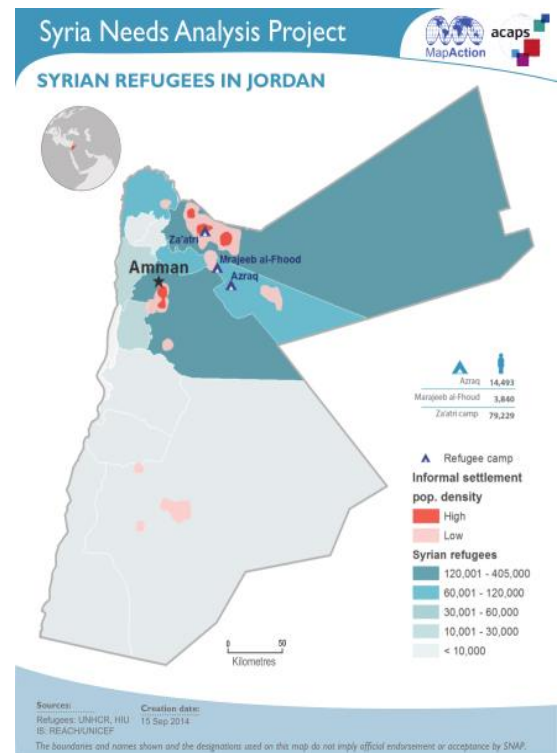 Syria Needs Analysis Project
MapAction
acaps
SYRIAN REFUGEES IN JORDAN
Za'atri
Mrajeeb al-Fhood
Amman
Azraq
Azraq 14,493
Marajeeb al-Fhoud 3,840
Za'atri camp 79,229
Refugee camp
Informal settlement
pop. density
High
Low
Syrian refugees
120,001 - 405,000
60,001 - 120,000
30,001 - 60,000
10,001 - 30,000
< 10,000
0 50
Kilometres
Sources:
Refugees: UNHCR, HIU
IS: REACH/UNICEF
Creation date:
15 Sep 2014
The boundaries and names shown and the designations used on this map do not imply official endorsement or acceptance by SNAP.